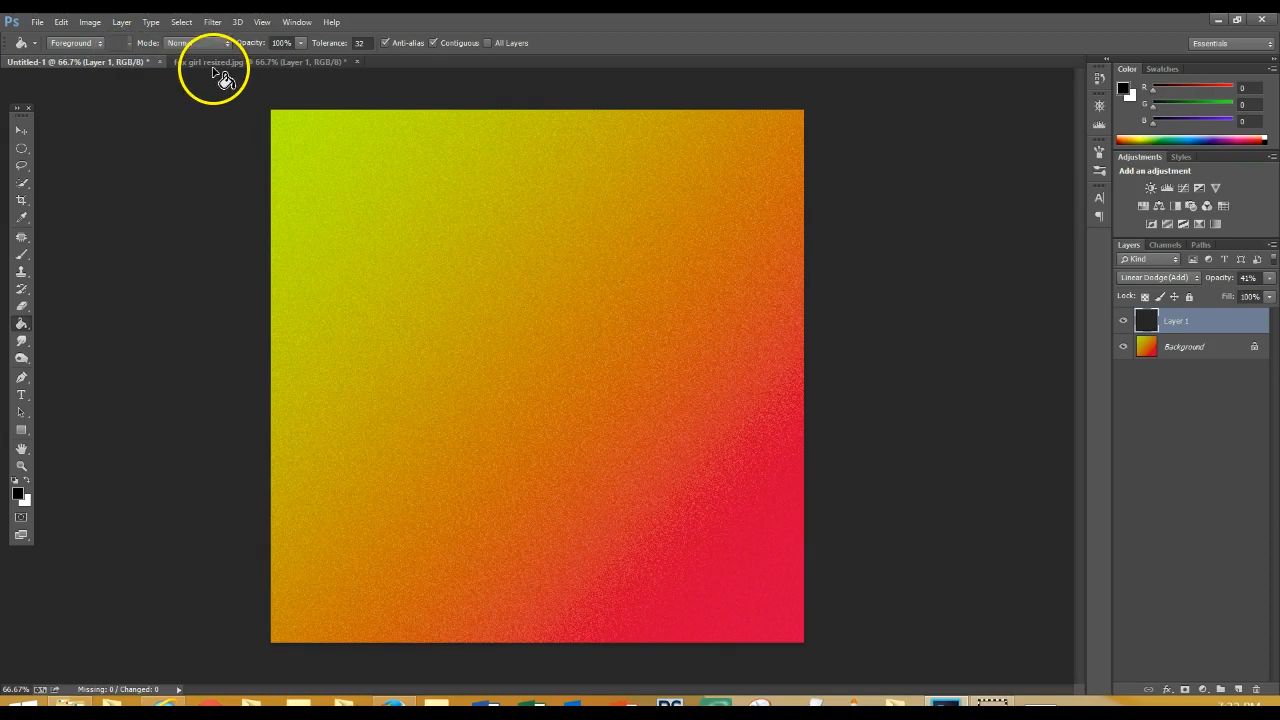 Ps File Edit Image Layer Type Select Filter 3D View Window Help
Foreground Mode: Opacity: 100% Tolerance: 32 Anti-alias Contiguous All Layers Essentials
Untitled-1 @ 66.7% (Layer 1, RGB/8) * × girl resized.jpg @ 66.7% (Layer 1, RGB/8) * ×
Color Swatches
R 0
G 0
B 0
Adjustments Styles
Add an adjustment
Layers Channels Paths
Kind T
Linear Dodge (Add) Opacity: 41%
Lock: Fill: 100%
Layer 1
Background
A
T
66.67% Missing: 0 / Changed: 0
fx